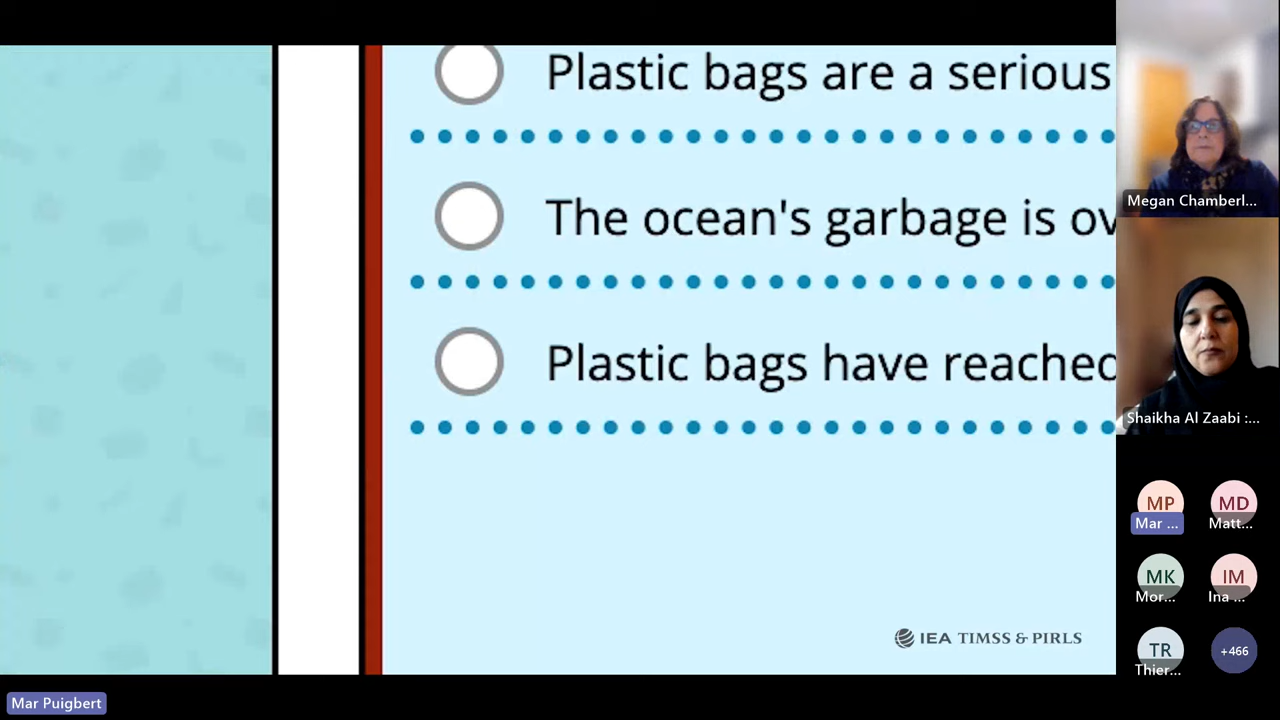 Plastic bags are a serious
The ocean's garbage is ov
Plastic bags have reached
IEA TIMSS & PIRLS
Megan Chamberl...
Shaikha Al Zaabi :...
MP
MD
Mar ...
Matt...
MK
IM
Mor...
Ina ...
TR
+466
Thier...
Mar Puigbert